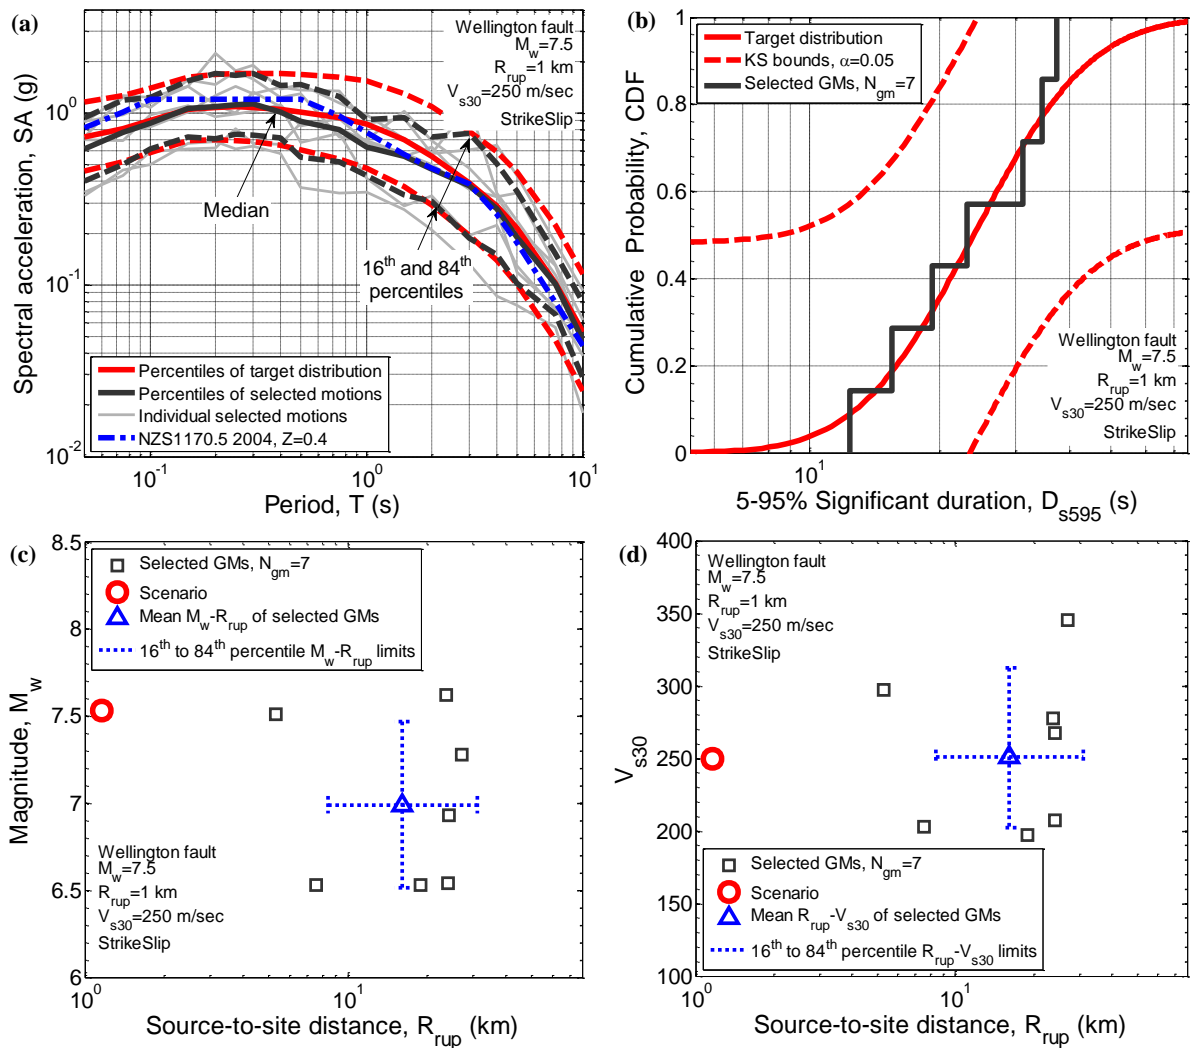 (a)
Spectral acceleration, SA (g)
10^0
10^-1
10^-2
Wellington fault
M_w=7.5
R_rup=1 km
V_s30=250 m/sec
StrikeSlip
Median
16^th and 84^th
percentiles
Percentiles of target distribution
Percentiles of selected motions
Individual selected motions
NZS1170.5 2004, Z=0.4
10^-1
10^0
10^1
Period, T (s)
(b)
Cumulative Probability, CDF
1
0.8
0.6
0.4
0.2
0
Target distribution
KS bounds, α=0.05
Selected GMs, N_gm=7
Wellington fault
M_w=7.5
R_rup=1 km
V_s30=250 m/sec
StrikeSlip
10^1
5-95% Significant duration, D_s595 (s)
(c)
Magnitude, M_w
8.5
8
7.5
7
6.5
6
Selected GMs, N_gm=7
Scenario
Mean M_w-R_rup of selected GMs
16^th to 84^th percentile M_w-R_rup limits
Wellington fault
M_w=7.5
R_rup=1 km
V_s30=250 m/sec
StrikeSlip
10^0
10^1
Source-to-site distance, R_rup (km)
(d)
V_s30
400
350
300
250
200
150
100
Wellington fault
M_w=7.5
R_rup=1 km
V_s30=250 m/sec
StrikeSlip
Selected GMs, N_gm=7
Scenario
Mean R_rup-V_s30 of selected GMs
16^th to 84^th percentile R_rup-V_s30 limits
10^0
10^1
Source-to-site distance, R_rup (km)